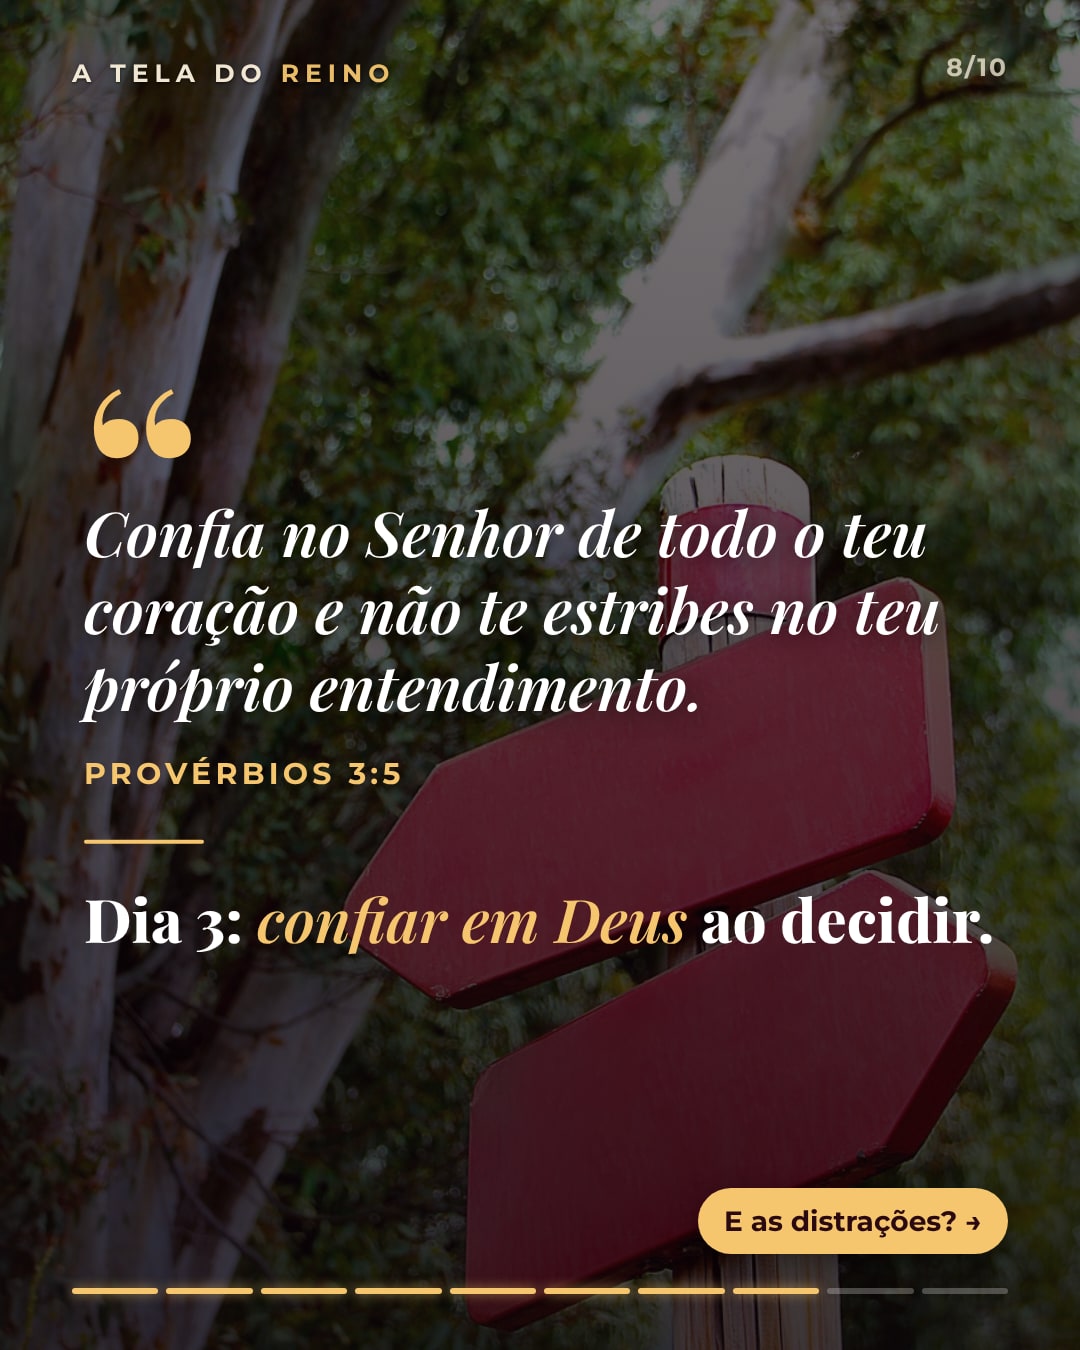 A TELA DO REINO
8/10
“
Confia no Senhor de todo o teu
coração e não te estribes no teu
próprio entendimento.
PROVÉRBIOS 3:5
Dia 3: confiar em Deus ao decidir.
E as distrações? →